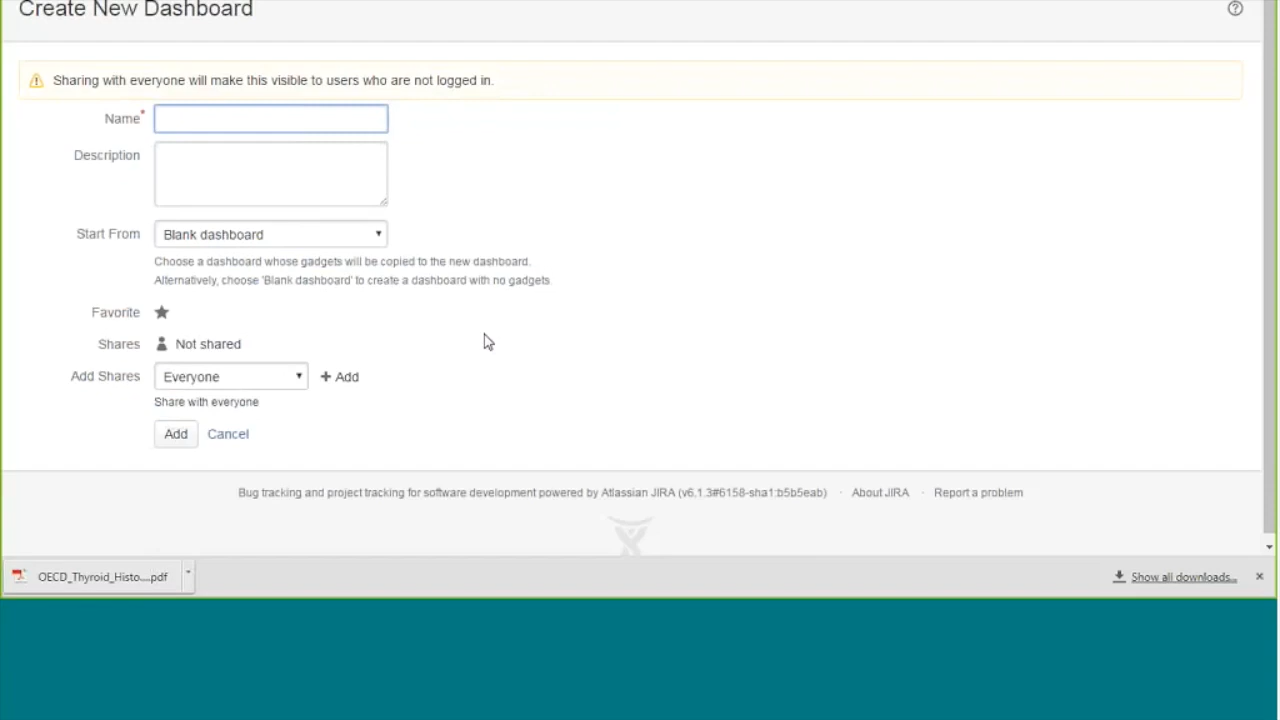 Create New Dashboard
Sharing with everyone will make this visible to users who are not logged in.
Name*
Description
Start From Blank dashboard
Choose a dashboard whose gadgets will be copied to the new dashboard.
Alternatively, choose 'Blank dashboard' to create a dashboard with no gadgets
Favorite
Shares Not shared
Add Shares Everyone + Add
Share with everyone
Add Cancel
Bug tracking and project tracking for software development powered by Atlassian JIRA (v6.1.3#6158-sha1:b5b5eab) · About JIRA · Report a problem
OECD_Thyroid_Histo....pdf Show all downloads...